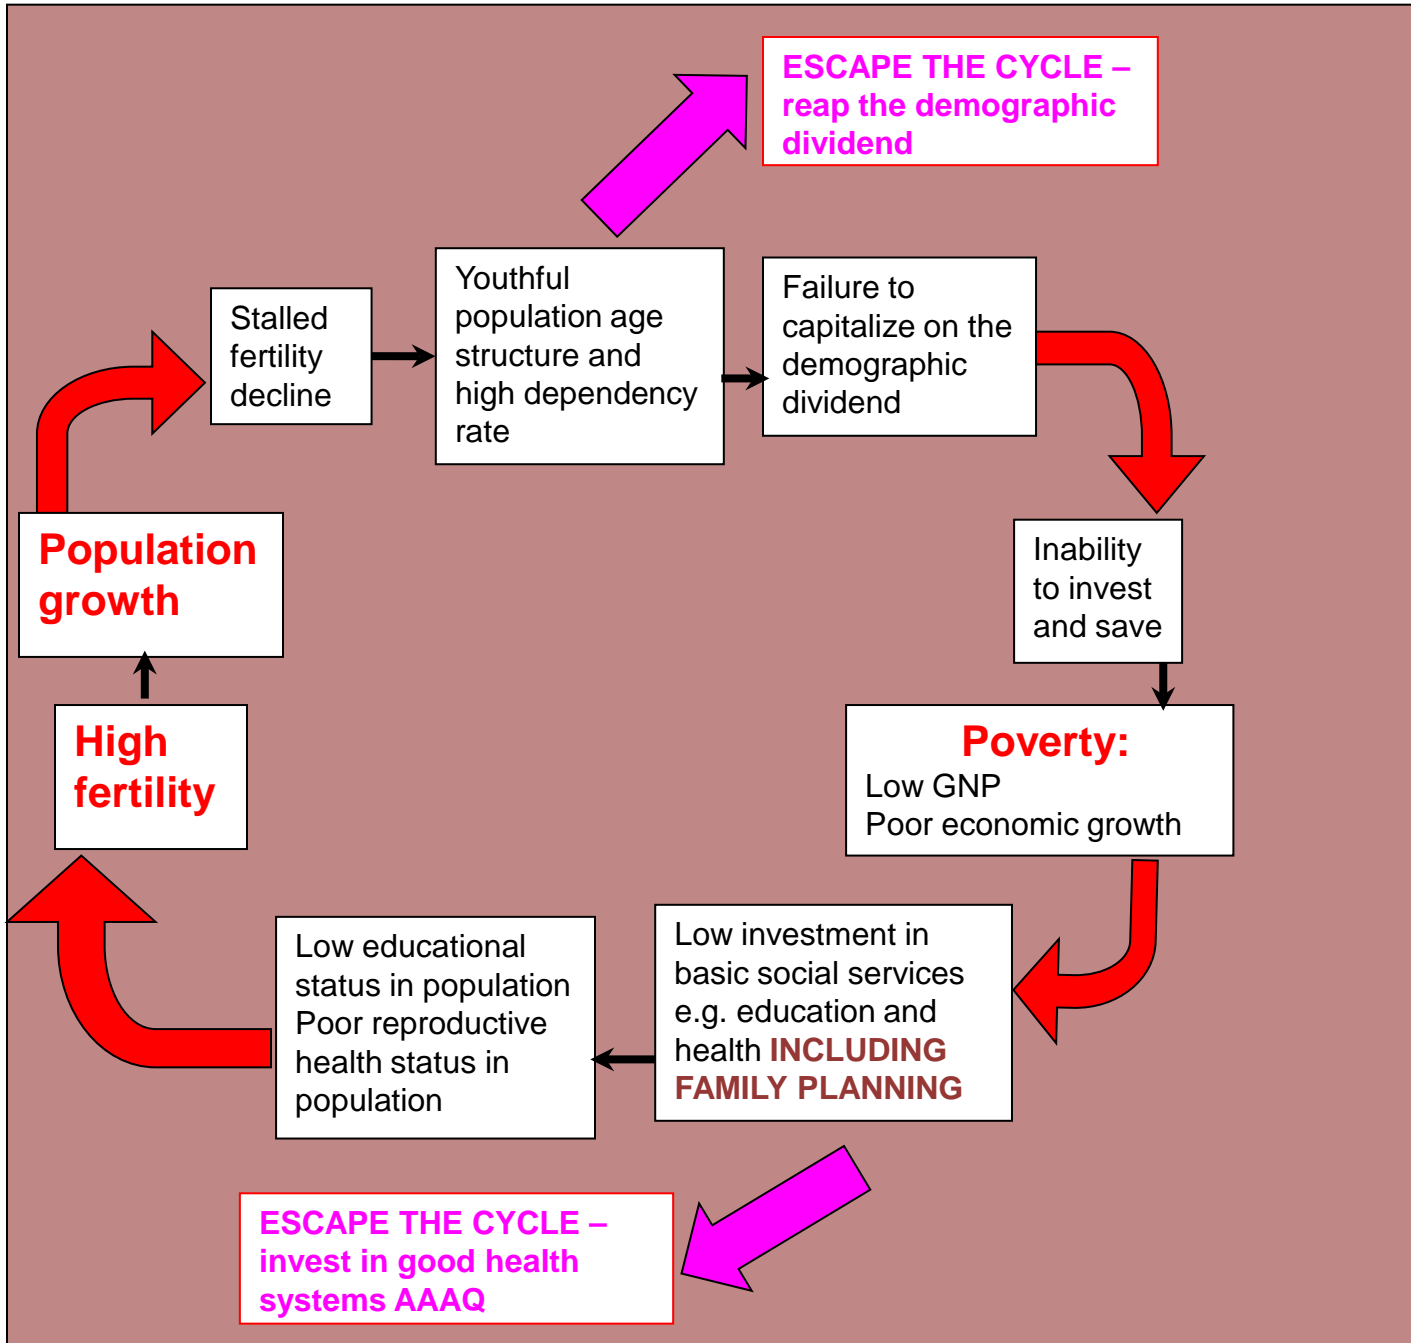 ESCAPE THE CYCLE –
reap the demographic
dividend
Stalled
fertility
decline
Youthful
population age
structure and
high dependency
rate
Failure to
capitalize on the
demographic
dividend
Population
growth
Inability
to invest
and save
High
fertility
Poverty:
Low GNP
Poor economic growth
Low educational
status in population
Poor reproductive
health status in
population
Low investment in
basic social services
e.g. education and
health INCLUDING
FAMILY PLANNING
ESCAPE THE CYCLE –
invest in good health
systems AAAQ